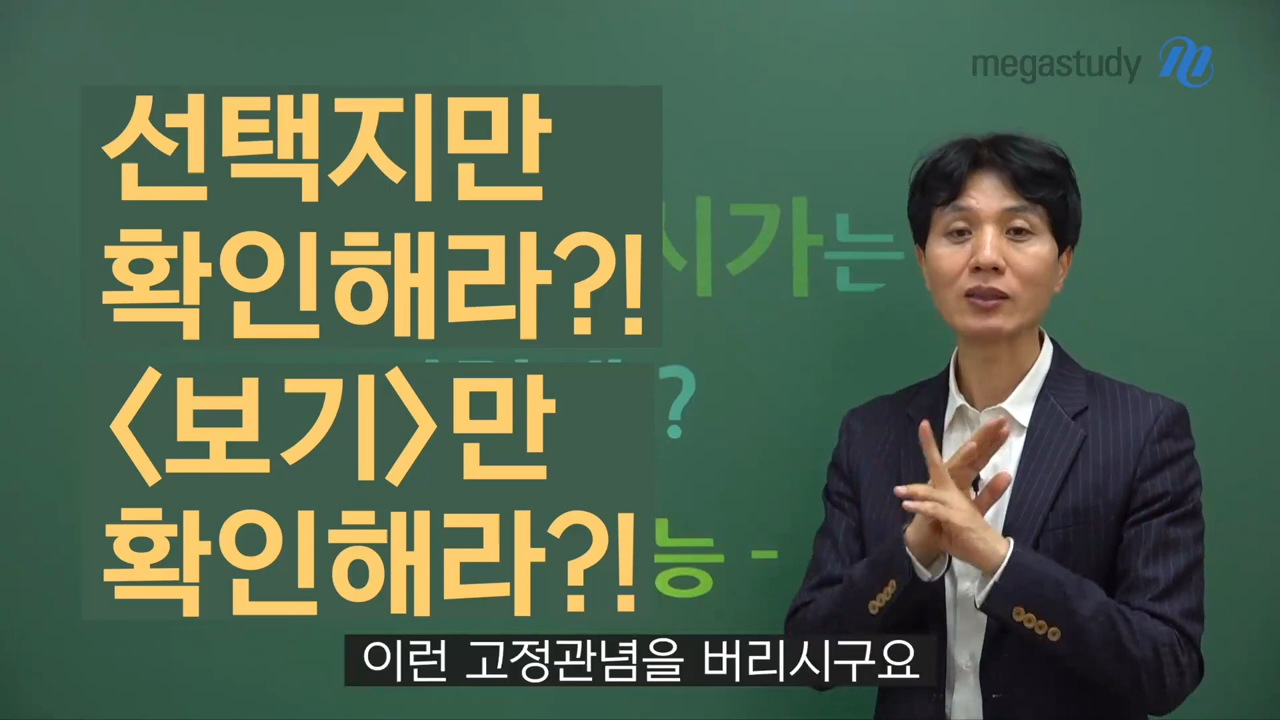 megastudy
선택지만
확인해라?!
시가는
<보기>만
?
확인해라?!
능 -
이런 고정관념을 버리시구요